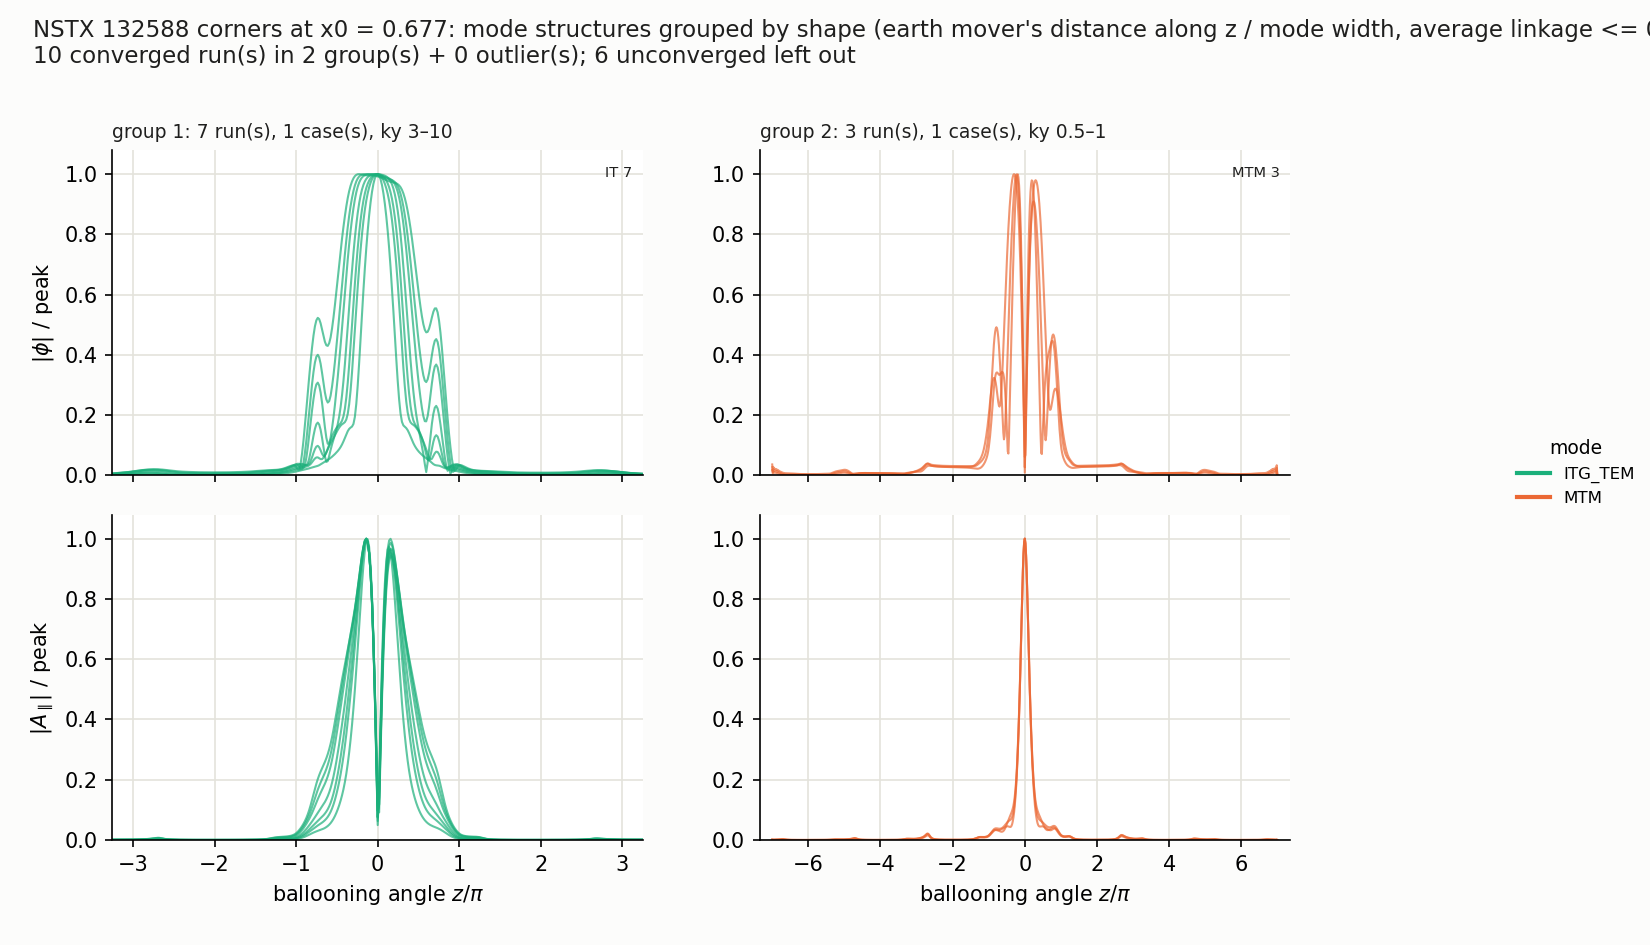 NSTX 132588 corners at x0 = 0.677: mode structures grouped by shape (earth mover's distance along z / mode width, average linkage <=
10 converged run(s) in 2 group(s) + 0 outlier(s); 6 unconverged left out
group 1: 7 run(s), 1 case(s), ky 3–10
group 2: 3 run(s), 1 case(s), ky 0.5–1
IT 7
MTM 3
1.0
0.8
0.6
0.4
0.2
0.0
|ϕ| / peak
1.0
0.8
0.6
0.4
0.2
0.0
mode
ITG_TEM
MTM
1.0
0.8
0.6
0.4
0.2
0.0
|A∥| / peak
−3 −2 −1 0 1 2 3
ballooning angle z/π
1.0
0.8
0.6
0.4
0.2
0.0
−6 −4 −2 0 2 4 6
ballooning angle z/π